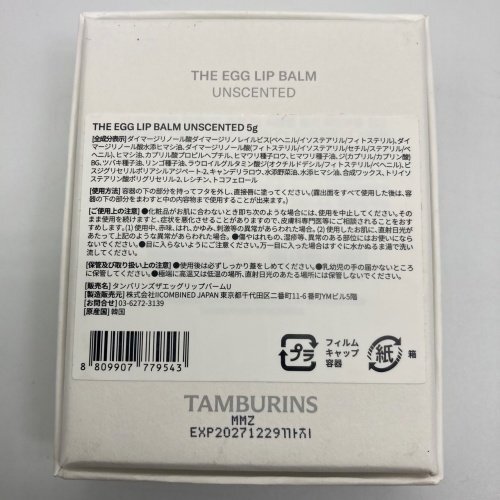 THE EGG LIP BALM
UNSCENTED
THE EGG LIP BALM UNSCENTED 5g
[全成分表示]ダイマージリノール酸ダイマージリノレイルビス(ベヘニル/イソステアリル/フィトステリル)、ダイマ
ージリノール酸水添ヒマシ油、ダイマージリノール酸(フィトステリル/イソステアリル/セチル/ステアリル/ベヘ
ニル)、ヒマシ油、カプリル酸プロピルヘプチル、ヒマワリ種子ロウ、ヒマワリ種子油、ジ(カプリル/カプリン酸)
BG、ツバキ種子油、リンゴ種子油、ラウロイルグルタミン酸ジ(オクチルドデシル/フィトステリル/ベヘニル)、ビ
スジグリセリルポリアシルアジペート-2、キャンデリラロウ、水添野菜油、水添ヒマシ油、合成ワックス、トリイソ
ステアリン酸ポリグリセリル-2、レシチン、トコフェロール
[使用方法] 容器の下の部分を持ってフタを外し、直接唇に塗ってください。(露出面をすべて使用した後は、容
器の下の部分をまわすと中の内容物まで使用することが出来ます。)
[ご使用上の注意] ●化粧品がお肌に合わないとき即ち次のような場合には、使用を中止してください。そのま
ま使用を続けますと、症状を悪化させることがありますので、皮膚科専門医等にご相談されることをおすす
めします。(1) 使用中、赤味、はれ、かゆみ、刺激等の異常があらわれた場合。(2) 使用したお肌に、直射日光が
あたって上記のような異常があらわれた場合。●傷やはれもの、湿疹等、異常のある部位にはお使いになら
ないでください。●目に入らないようにご注意ください。万一目に入った場合はすぐに水かぬるま湯で洗い
流してください。
[保管及び取り扱い上の注意] ●使用後は必ずしっかり蓋をしめてください。●乳幼児の手の届かないところ
に保管してください。●極端に高温又は低温の場所、直射日光のあたる場所には保管しないでください。
[販売名] タンバリンズザエッグリップバームU
[製造販売元] 株式会社IICOMBINED JAPAN 東京都千代田区二番町11-6 番町YMビル5階
[お問合せ] 03-6272-3139
[原産国] 韓国
8 809907 779543
プラ
フィルム
キャップ
容器
紙
箱
TAMBURINS
MMZ
EXP20271229까지